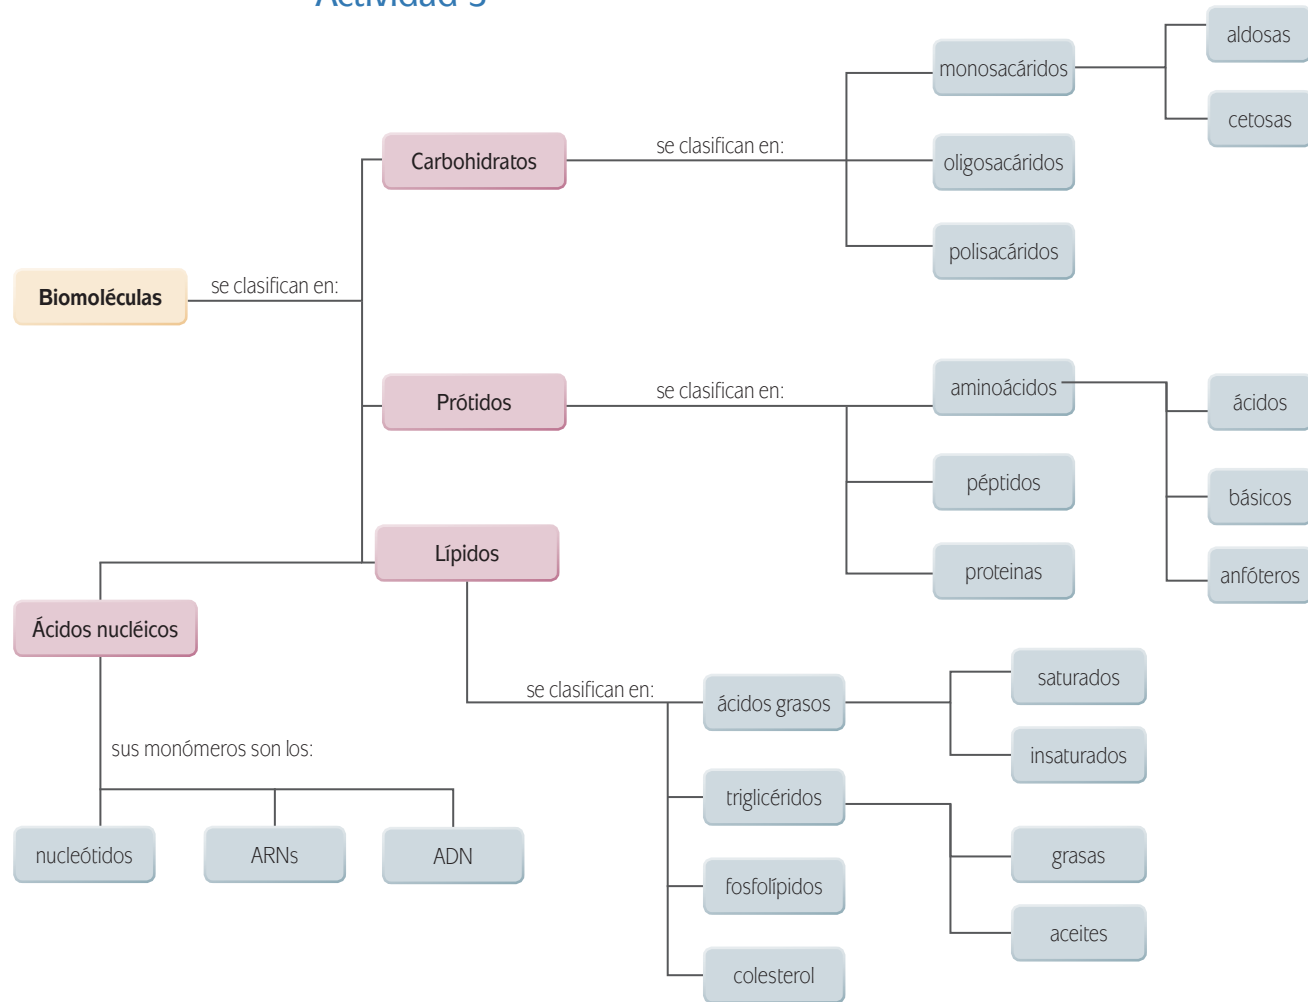 Actividad 3
Biomoléculas
se clasifican en:
Carbohidratos
se clasifican en:
monosacáridos
aldosas
cetosas
oligosacáridos
polisacáridos
Prótidos
se clasifican en:
aminoácidos
ácidos
básicos
anfóteros
péptidos
proteinas
Lípidos
se clasifican en:
ácidos grasos
saturados
insaturados
triglicéridos
grasas
aceites
fosfolípidos
colesterol
Ácidos nucléicos
sus monómeros son los:
nucleótidos
ARNs
ADN